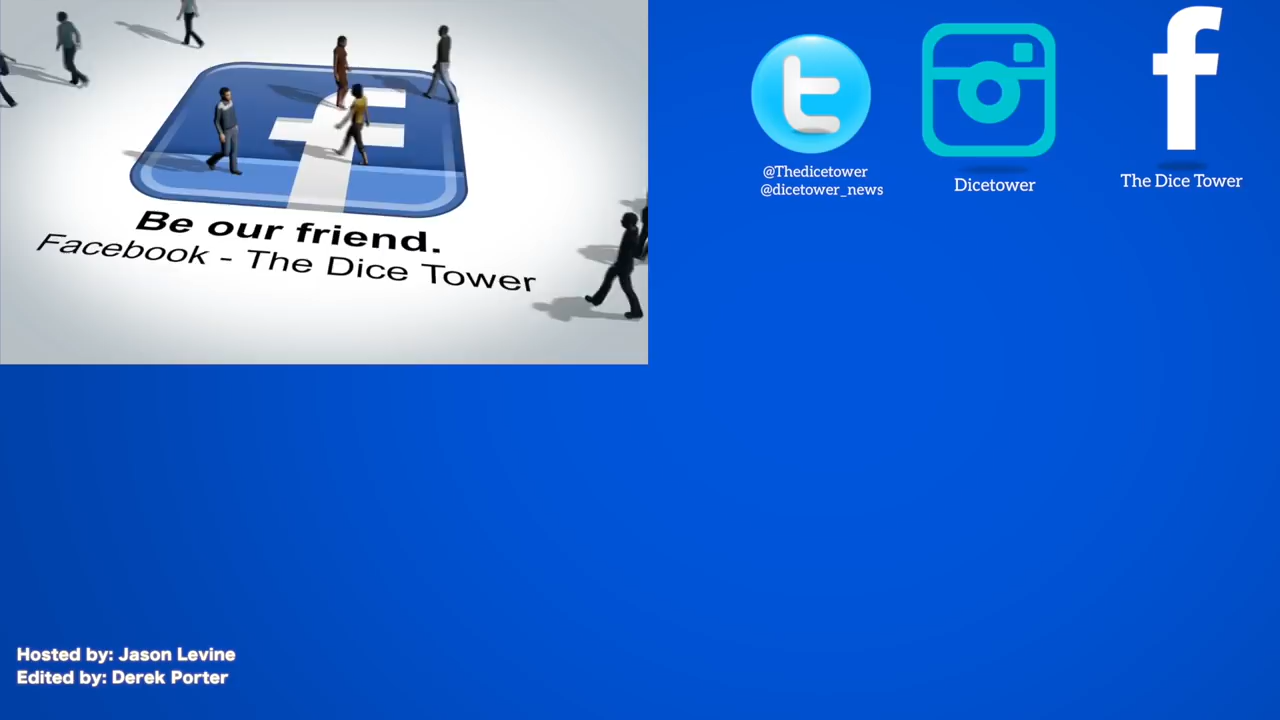 Be our friend.
Facebook - The Dice Tower
@Thedicetower
@dicetower_news
Dicetower
The Dice Tower
Hosted by: Jason Levine
Edited by: Derek Porter